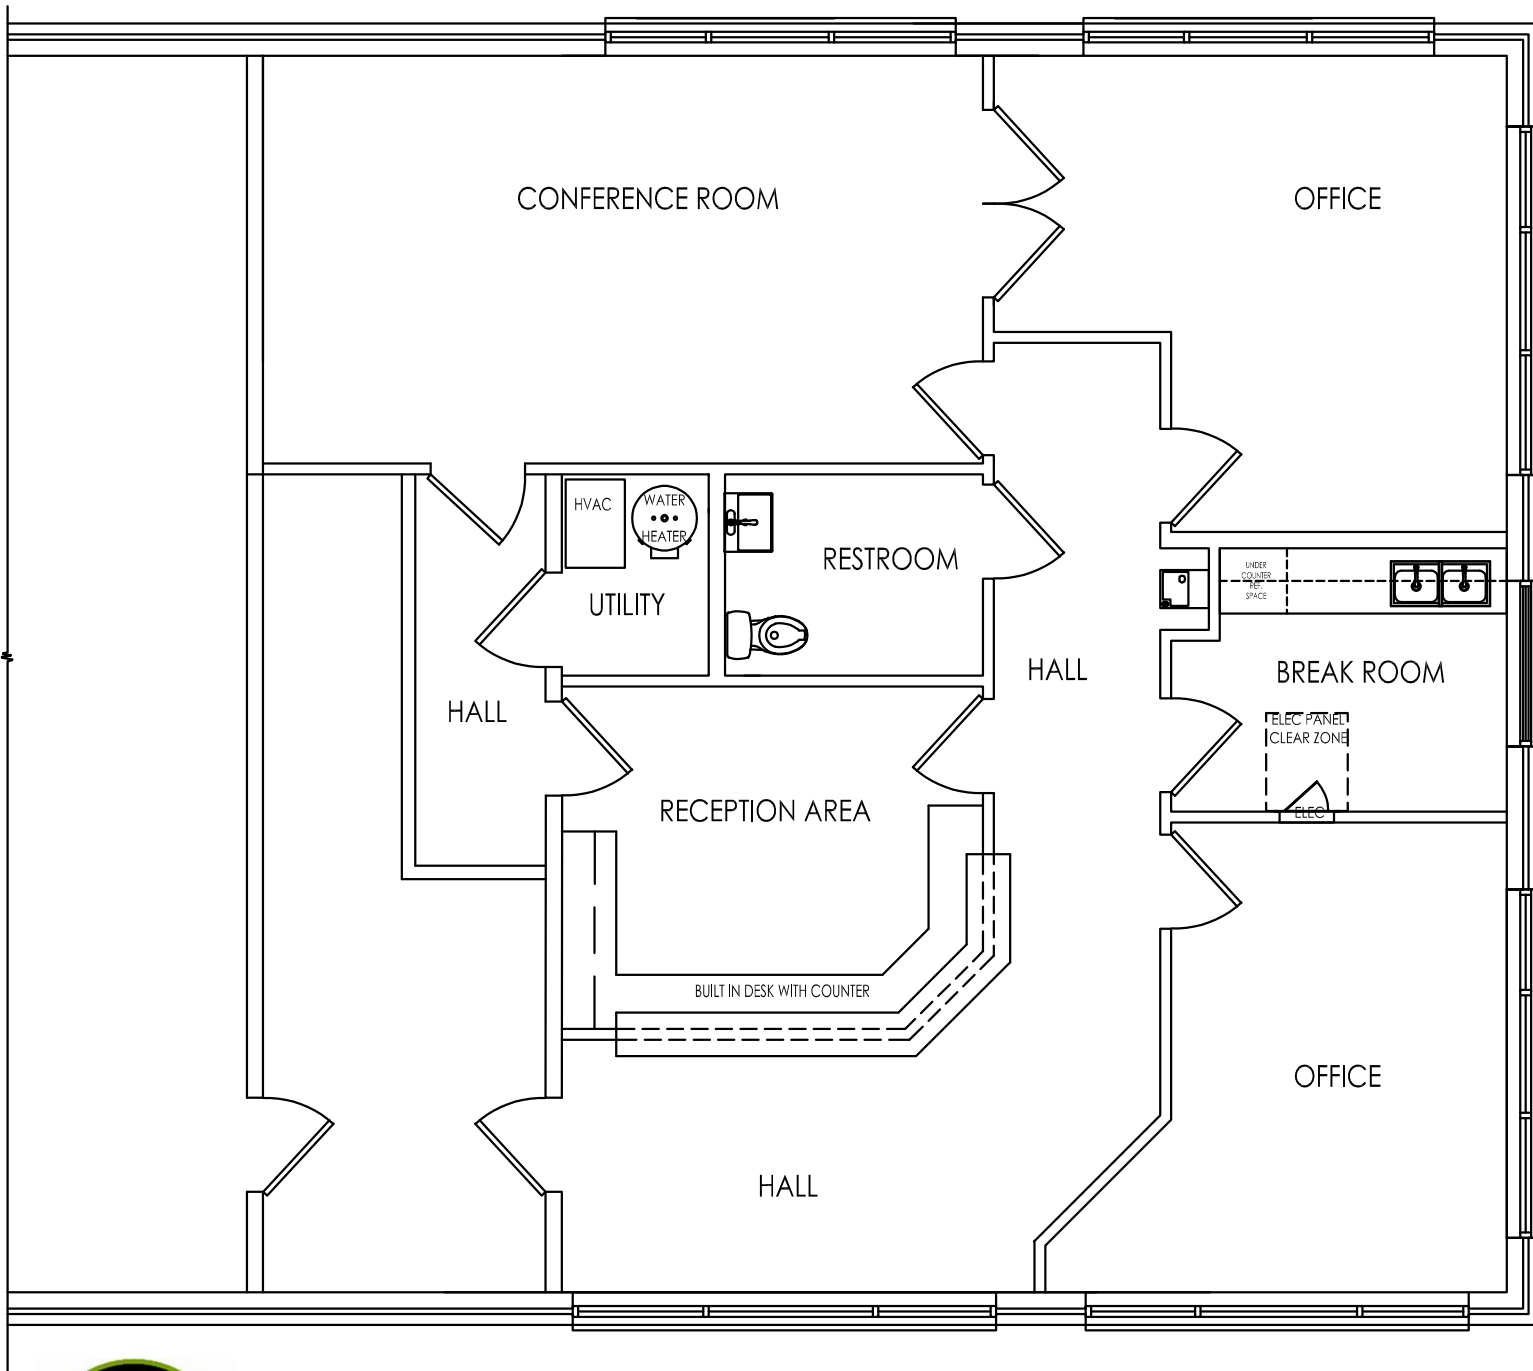 CONFERENCE ROOM
OFFICE
HVAC
WATER
HEATER
RESTROOM
UTILITY
UNDER
COUNTER
REF.
SPACE
HALL
BREAK ROOM
HALL
ELEC PANEL
CLEAR ZONE
RECEPTION AREA
ELEC
BUILT IN DESK WITH COUNTER
OFFICE
HALL